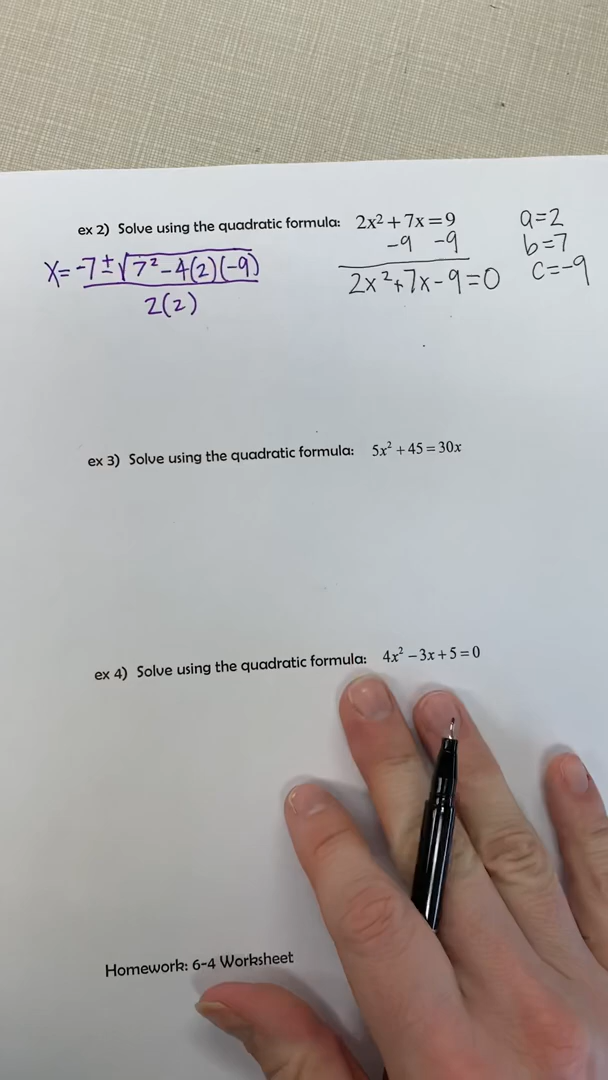 ex 2) Solve using the quadratic formula: 2x² + 7x = 9
-9 -9
2x² + 7x - 9 = 0
a=2
b=7
c=-9
x = -7 ± √7² - 4(2)(-9)
2(2)
ex 3) Solve using the quadratic formula: 5x² + 45 = 30x
ex 4) Solve using the quadratic formula: 4x² - 3x + 5 = 0
Homework: 6-4 Worksheet